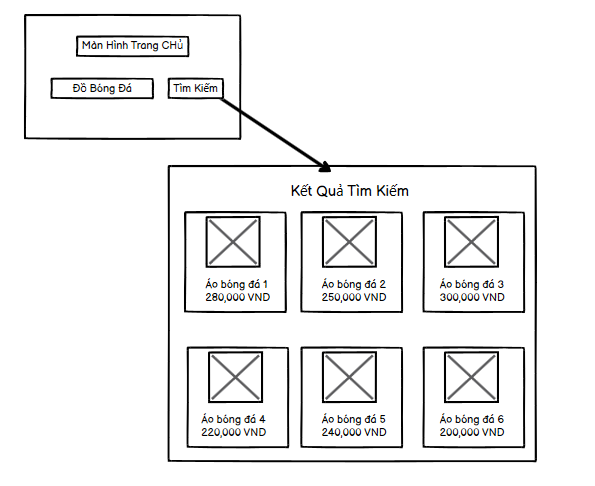 Màn Hình Trang CHủ
Đồ Bóng Đá
Tìm Kiếm
Kết Quả Tìm Kiếm
Áo bóng đá 1
280,000 VND
Áo bóng đá 2
250,000 VND
Áo bóng đá 3
300,000 VND
Áo bóng đá 4
220,000 VND
Áo bóng đá 5
240,000 VND
Áo bóng đá 6
200,000 VND